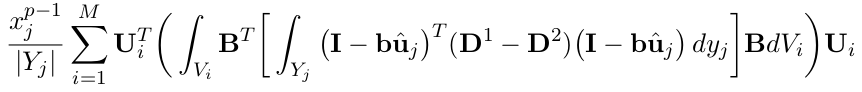 \frac{x_j^{p-1}}{|Y_j|} \sum_{i=1}^{M} \mathbf{U}_i^T \bigg( \int_{V_i} \mathbf{B}^T \bigg[ \int_{Y_j} \big( \mathbf{I} - \mathbf{b}\hat{\mathbf{u}}_j \big)^T (\mathbf{D}^1 - \mathbf{D}^2) \big( \mathbf{I} - \mathbf{b}\hat{\mathbf{u}}_j \big) \, dy_j \bigg] \mathbf{B} dV_i \bigg) \mathbf{U}_i